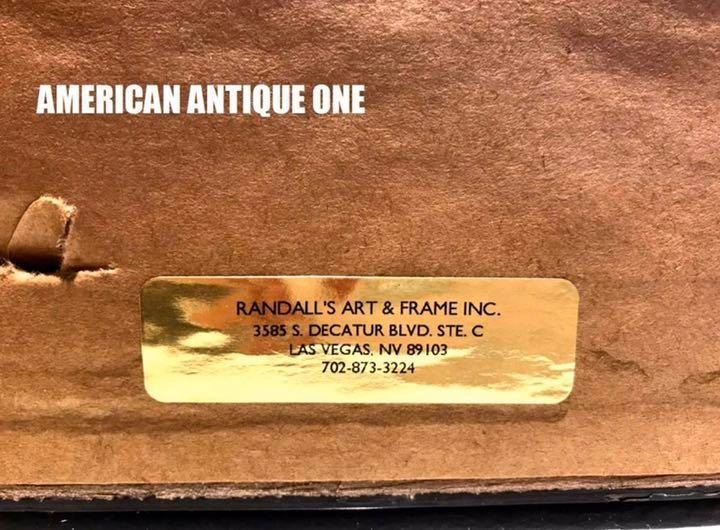 AMERICAN ANTIQUE ONE
RANDALL'S ART & FRAME INC.
3585 S. DECATUR BLVD. STE. C
LAS VEGAS, NV 89103
702-873-3224